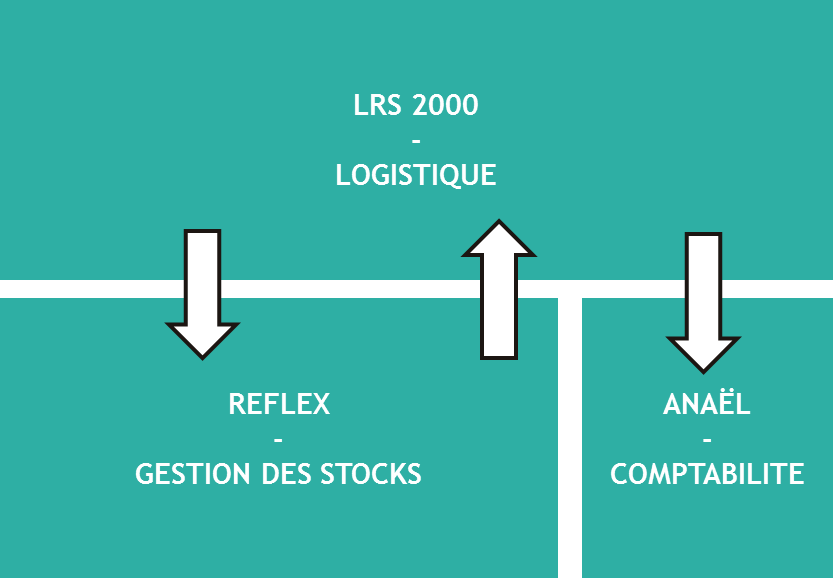 LRS 2000
-
LOGISTIQUE
REFLEX
-
GESTION DES STOCKS
ANAËL
-
COMPTABILITE